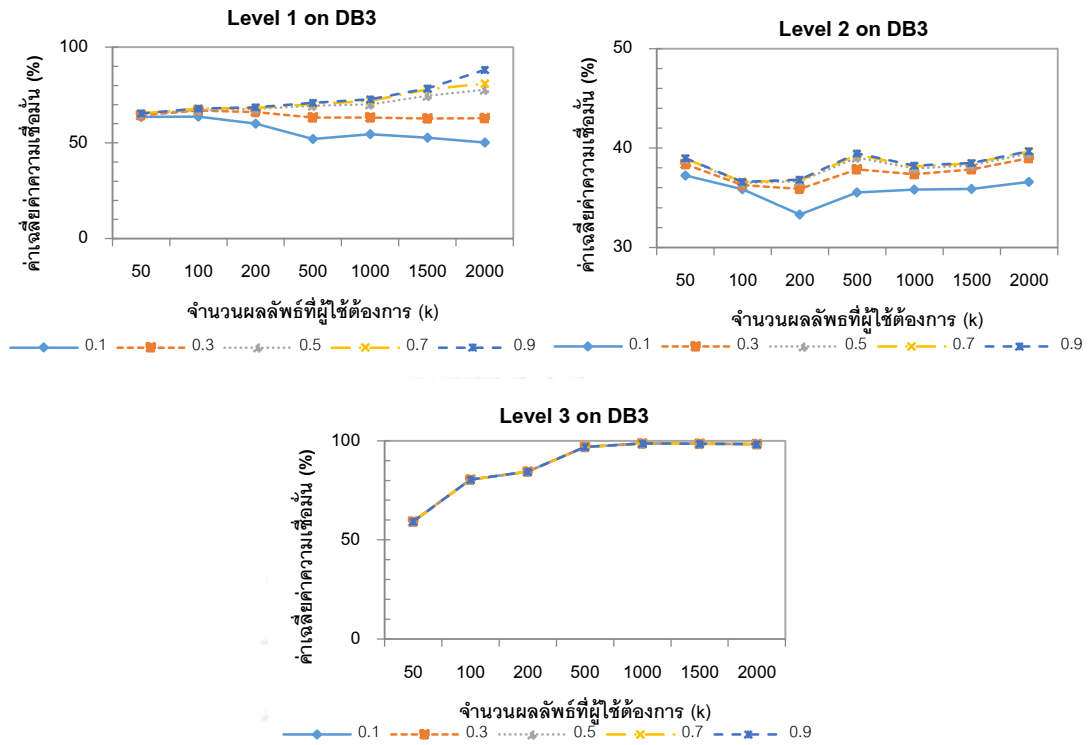 Level 1 on DB3
ค่าเฉลี่ยค่าความเชื่อมั่น (%)
100
50
0
50 100 200 500 1000 1500 2000
จำนวนผลลัพธ์ที่ผู้ใช้ต้องการ (k)
0.1 0.3 0.5 0.7 0.9
Level 2 on DB3
ค่าเฉลี่ยค่าความเชื่อมั่น (%)
50
40
30
50 100 200 500 1000 1500 2000
จำนวนผลลัพธที่ผู้ใช้ต้องการ (k)
0.1 0.3 0.5 0.7 0.9
Level 3 on DB3
ค่าเฉลี่ยค่าความเชื่อมั่น (%)
100
50
0
50 100 200 500 1000 1500 2000
จำนวนผลลัพธ์ที่ผู้ใช้ต้องการ (k)
0.1 0.3 0.5 0.7 0.9